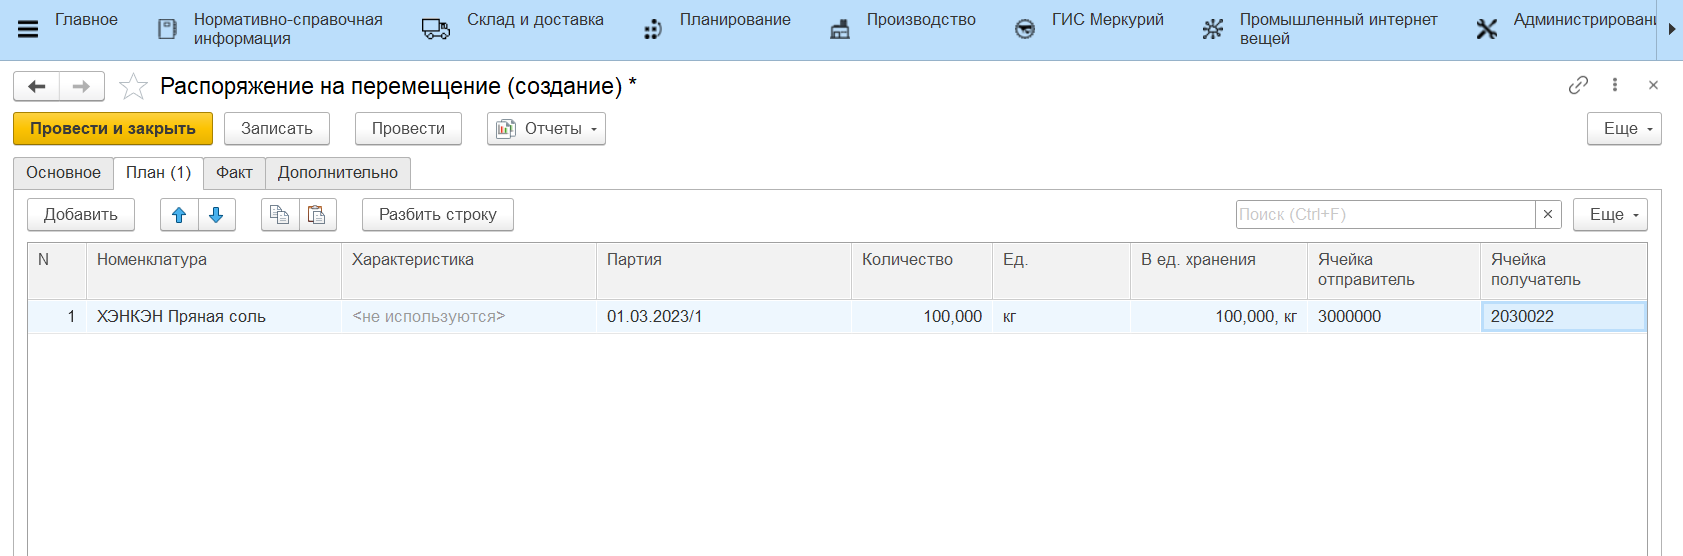 Главное
Нормативно-справочная
информация
Склад и доставка
Планирование
Производство
ГИС Меркурий
Промышленный интернет
вещей
Администрировани
Распоряжение на перемещение (создание) *
Провести и закрыть
Записать
Провести
Отчеты
Еще
Основное
План (1)
Факт
Дополнительно
Добавить
Разбить строку
Поиск (Ctrl+F)
Еще
N
Номенклатура
Характеристика
Партия
Количество
Ед.
В ед. хранения
Ячейка
отправитель
Ячейка
получатель
1
ХЭНКЭН Пряная соль
<не используются>
01.03.2023/1
100,000
кг
100,000, кг
3000000
2030022